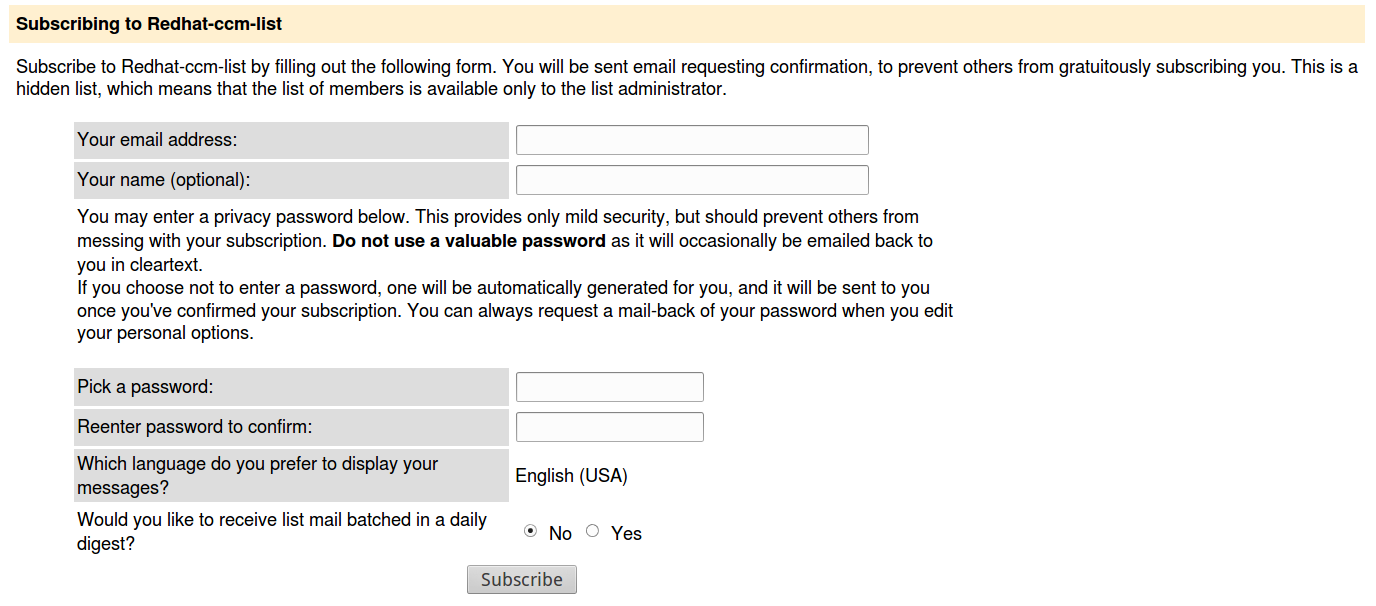 Subscribing to Redhat-ccm-list
Subscribe to Redhat-ccm-list by filling out the following form. You will be sent email requesting confirmation, to prevent others from gratuitously subscribing you. This is a
hidden list, which means that the list of members is available only to the list administrator.
Your email address:
Your name (optional):
You may enter a privacy password below. This provides only mild security, but should prevent others from
messing with your subscription. Do not use a valuable password as it will occasionally be emailed back to
you in cleartext.
If you choose not to enter a password, one will be automatically generated for you, and it will be sent to you
once you've confirmed your subscription. You can always request a mail-back of your password when you edit
your personal options.
Pick a password:
Reenter password to confirm:
Which language do you prefer to display your
messages?
English (USA)
Would you like to receive list mail batched in a daily
digest?
No Yes
Subscribe